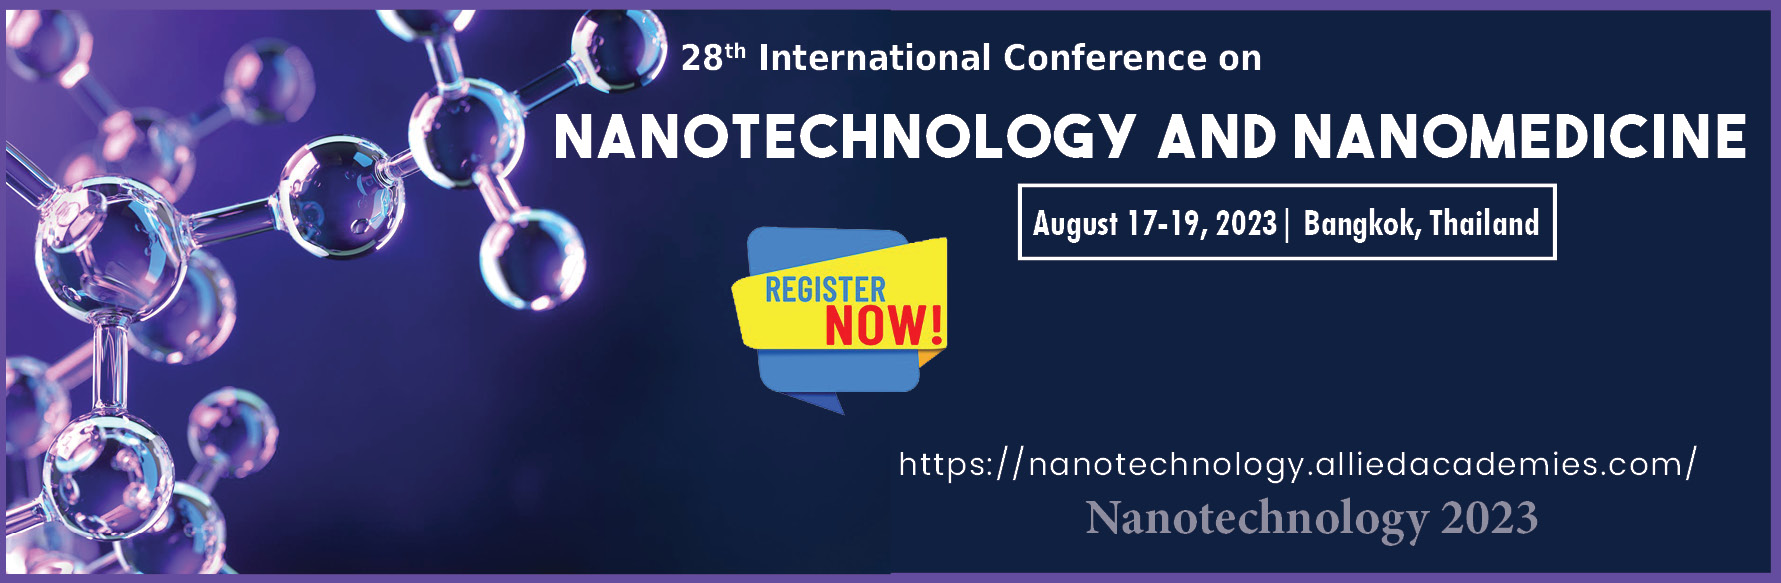 28th International Conference on
NANOTECHNOLOGY AND NANOMEDICINE
August 17-19, 2023| Bangkok, Thailand
REGISTER
NOW!
https://nanotechnology.alliedacademies.com/
Nanotechnology 2023